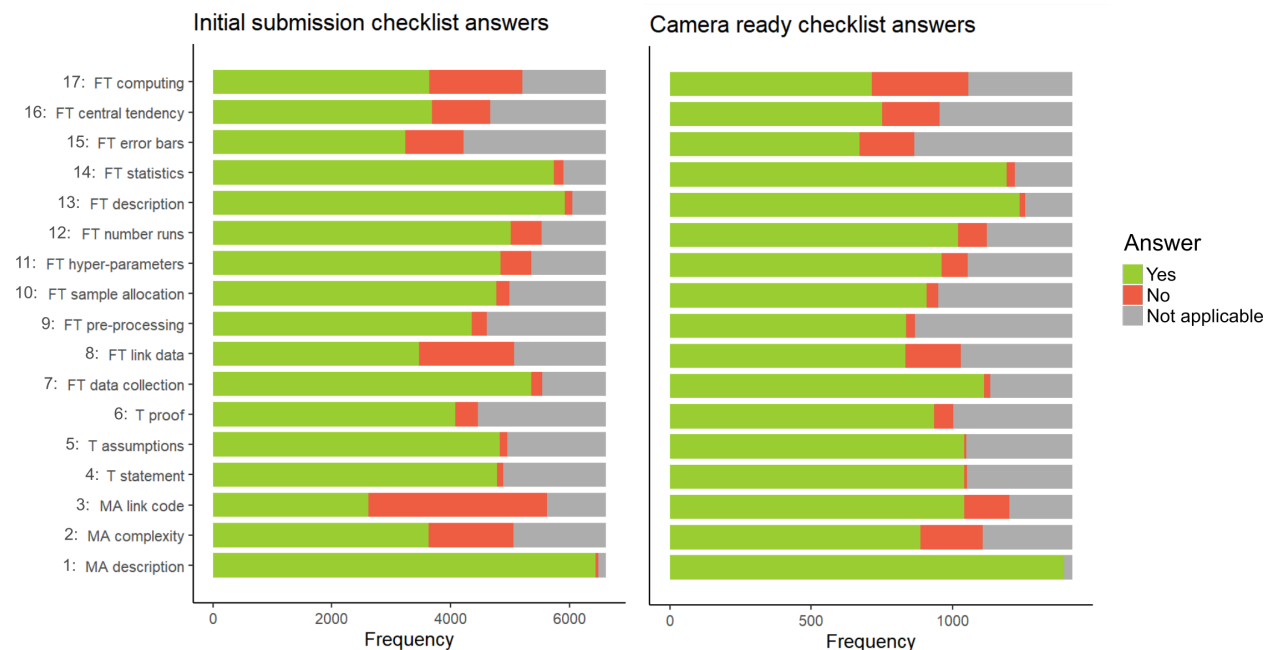 Initial submission checklist answers
Camera ready checklist answers
17: FT computing
16: FT central tendency
15: FT error bars
14: FT statistics
13: FT description
12: FT number runs
11: FT hyper-parameters
10: FT sample allocation
9: FT pre-processing
8: FT link data
7: FT data collection
6: T proof
5: T assumptions
4: T statement
3: MA link code
2: MA complexity
1: MA description
0 2000 4000 6000
Frequency
0 500 1000
Frequency
Answer
Yes
No
Not applicable